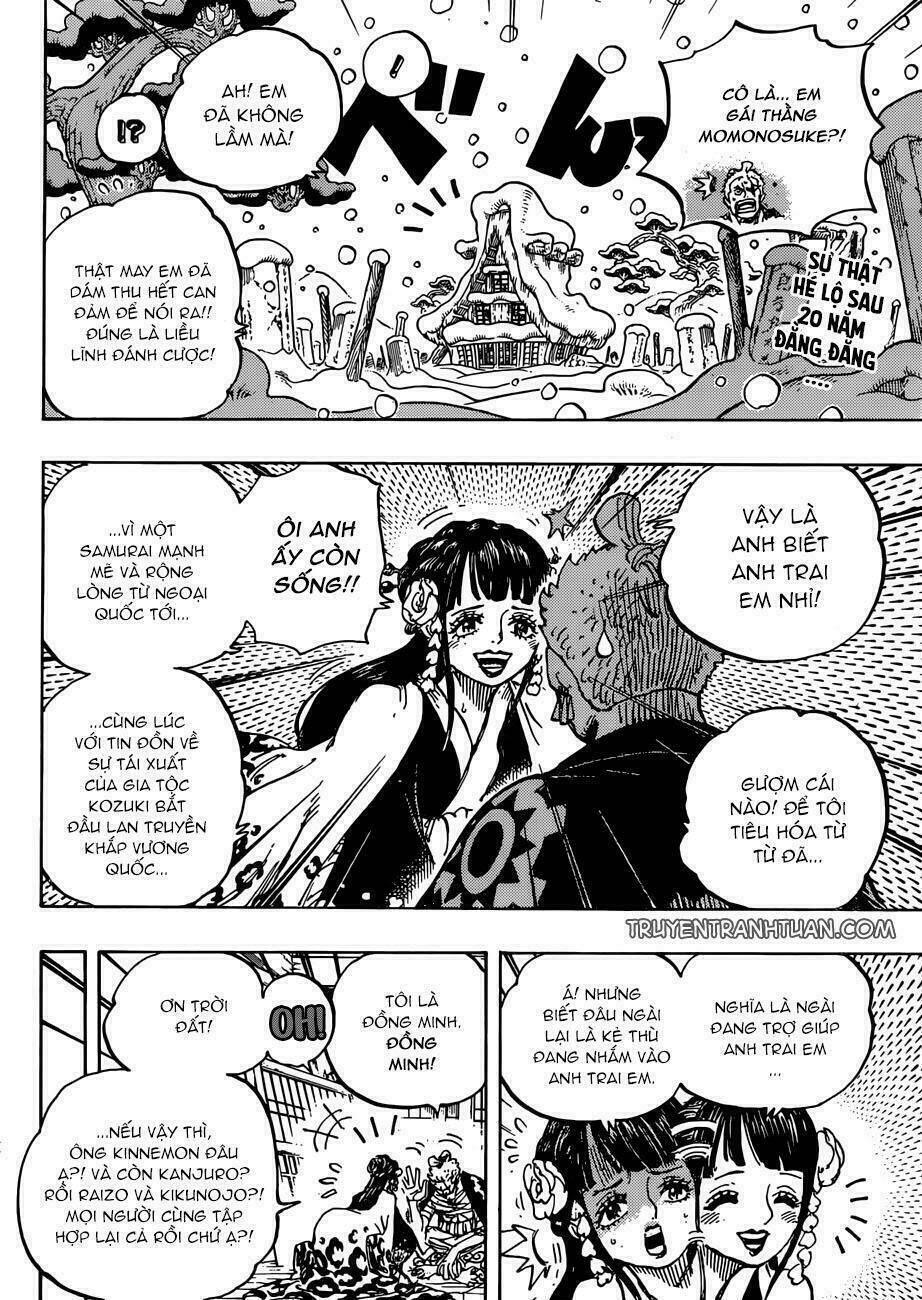 CÔ LÀ... EM
GÁI THẰNG
MOMONOSUKE?!
SỰ THẬT
HÉ LỘ SAU
20 NĂM
ĐẰNG ĐẴNG
.....
べんっ
!
AH! EM
ĐÃ KHÔNG
LẦM MÀ!
!?
THẬT MAY EM ĐÃ
DÁM THU HẾT CAN
ĐẢM ĐỂ NÓI RA!!
ĐÚNG LÀ LIỀU
LĨNH ĐÁNH CƯỢC!
VẬY LÀ
ANH BIẾT
ANH TRAI
EM NHỈ!
ÔI ANH
ẤY CÒN
SỐNG!!
...VÌ MỘT
SAMURAI MẠNH
MẼ VÀ RỘNG
LÒNG TỪ NGOẠI
QUỐC TỚI...
...CÙNG LÚC
VỚI TIN ĐỒN VỀ
SỰ TÁI XUẤT
CỦA GIA TỘC
KOZUKI BẮT
ĐẦU LAN TRUYỀN
KHẮP VƯƠNG
QUỐC...
GƯỢM CÁI
NÀO! ĐỂ TÔI
TIÊU HÓA TỪ
TỪ ĐÃ...
TRUYENTRANHTUAN.COM
NGHĨA LÀ NGÀI
ĐANG TRỢ GIÚP
ANH TRAI EM
...
Á! NHƯNG
BIẾT ĐÂU NGÀI
LẠI LÀ KẺ THÙ
ĐANG NHẮM VÀO
ANH TRAI EM.
TÔI LÀ
ĐỒNG MINH.
ĐỒNG
MINH!
OH!
ƠN TRỜI
ĐẤT!
...NẾU VẬY THÌ,
ÔNG KINNEMON ĐÂU
Ạ?! VÀ CÒN KANJURO?
RỒI RAIZO VÀ KIKUNOJO?!
MỌI NGƯỜI CÙNG TẬP
HỢP LẠI CẢ RỒI CHỨ Ạ?!